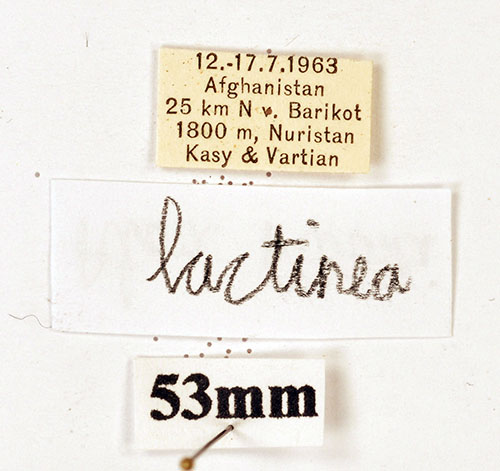 12.-17.7.1963
Afghanistan
25 km N v. Barikot
1800 m, Nuristan
Kasy & Vartian
lactinea
53mm